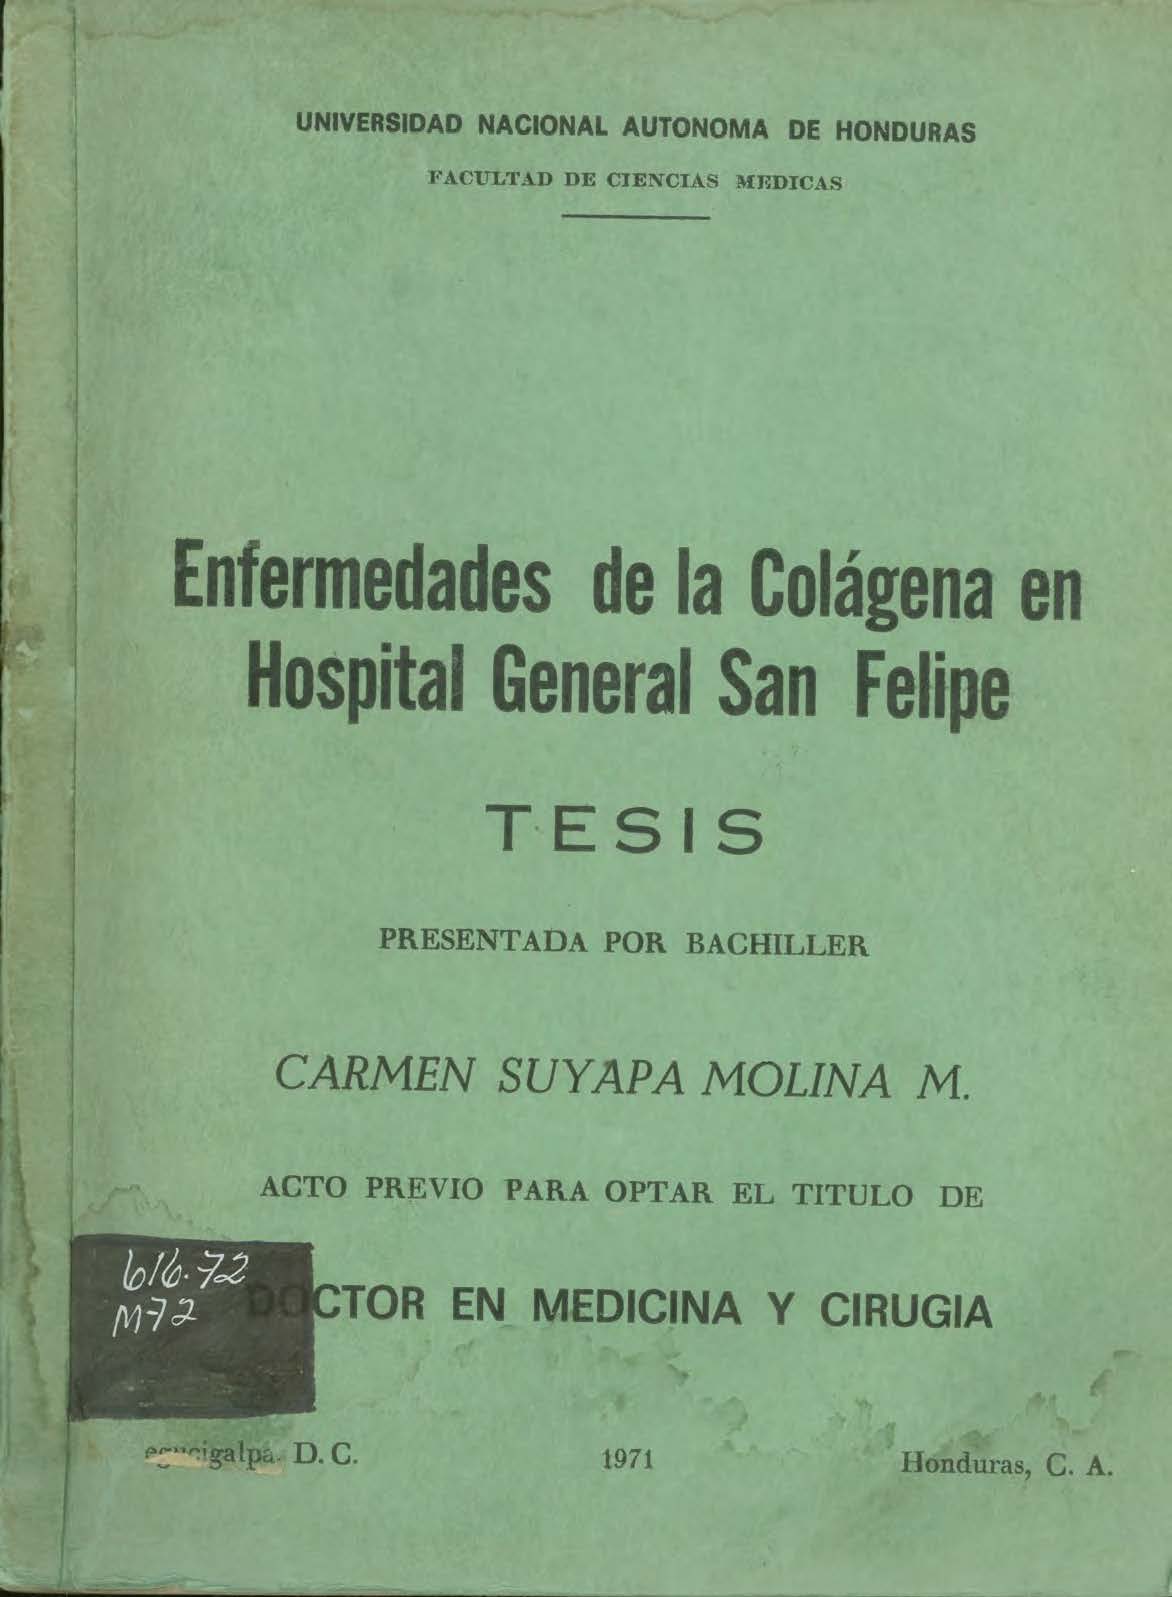 UNIVERSIDAD NACIONAL AUTONOMA DE HONDURAS
FACULTAD DE CIENCIAS MEDICAS
Enfermedades de la Colágena en
Hospital General San Felipe
TESIS
PRESENTADA POR BACHILLER
CARMEN SUYAPA MOLINA M.
ACTO PREVIO PARA OPTAR EL TITULO DE
616.72
M72
DOCTOR EN MEDICINA Y CIRUGIA
egucigalpa. D. C. 1971 Honduras, C. A.